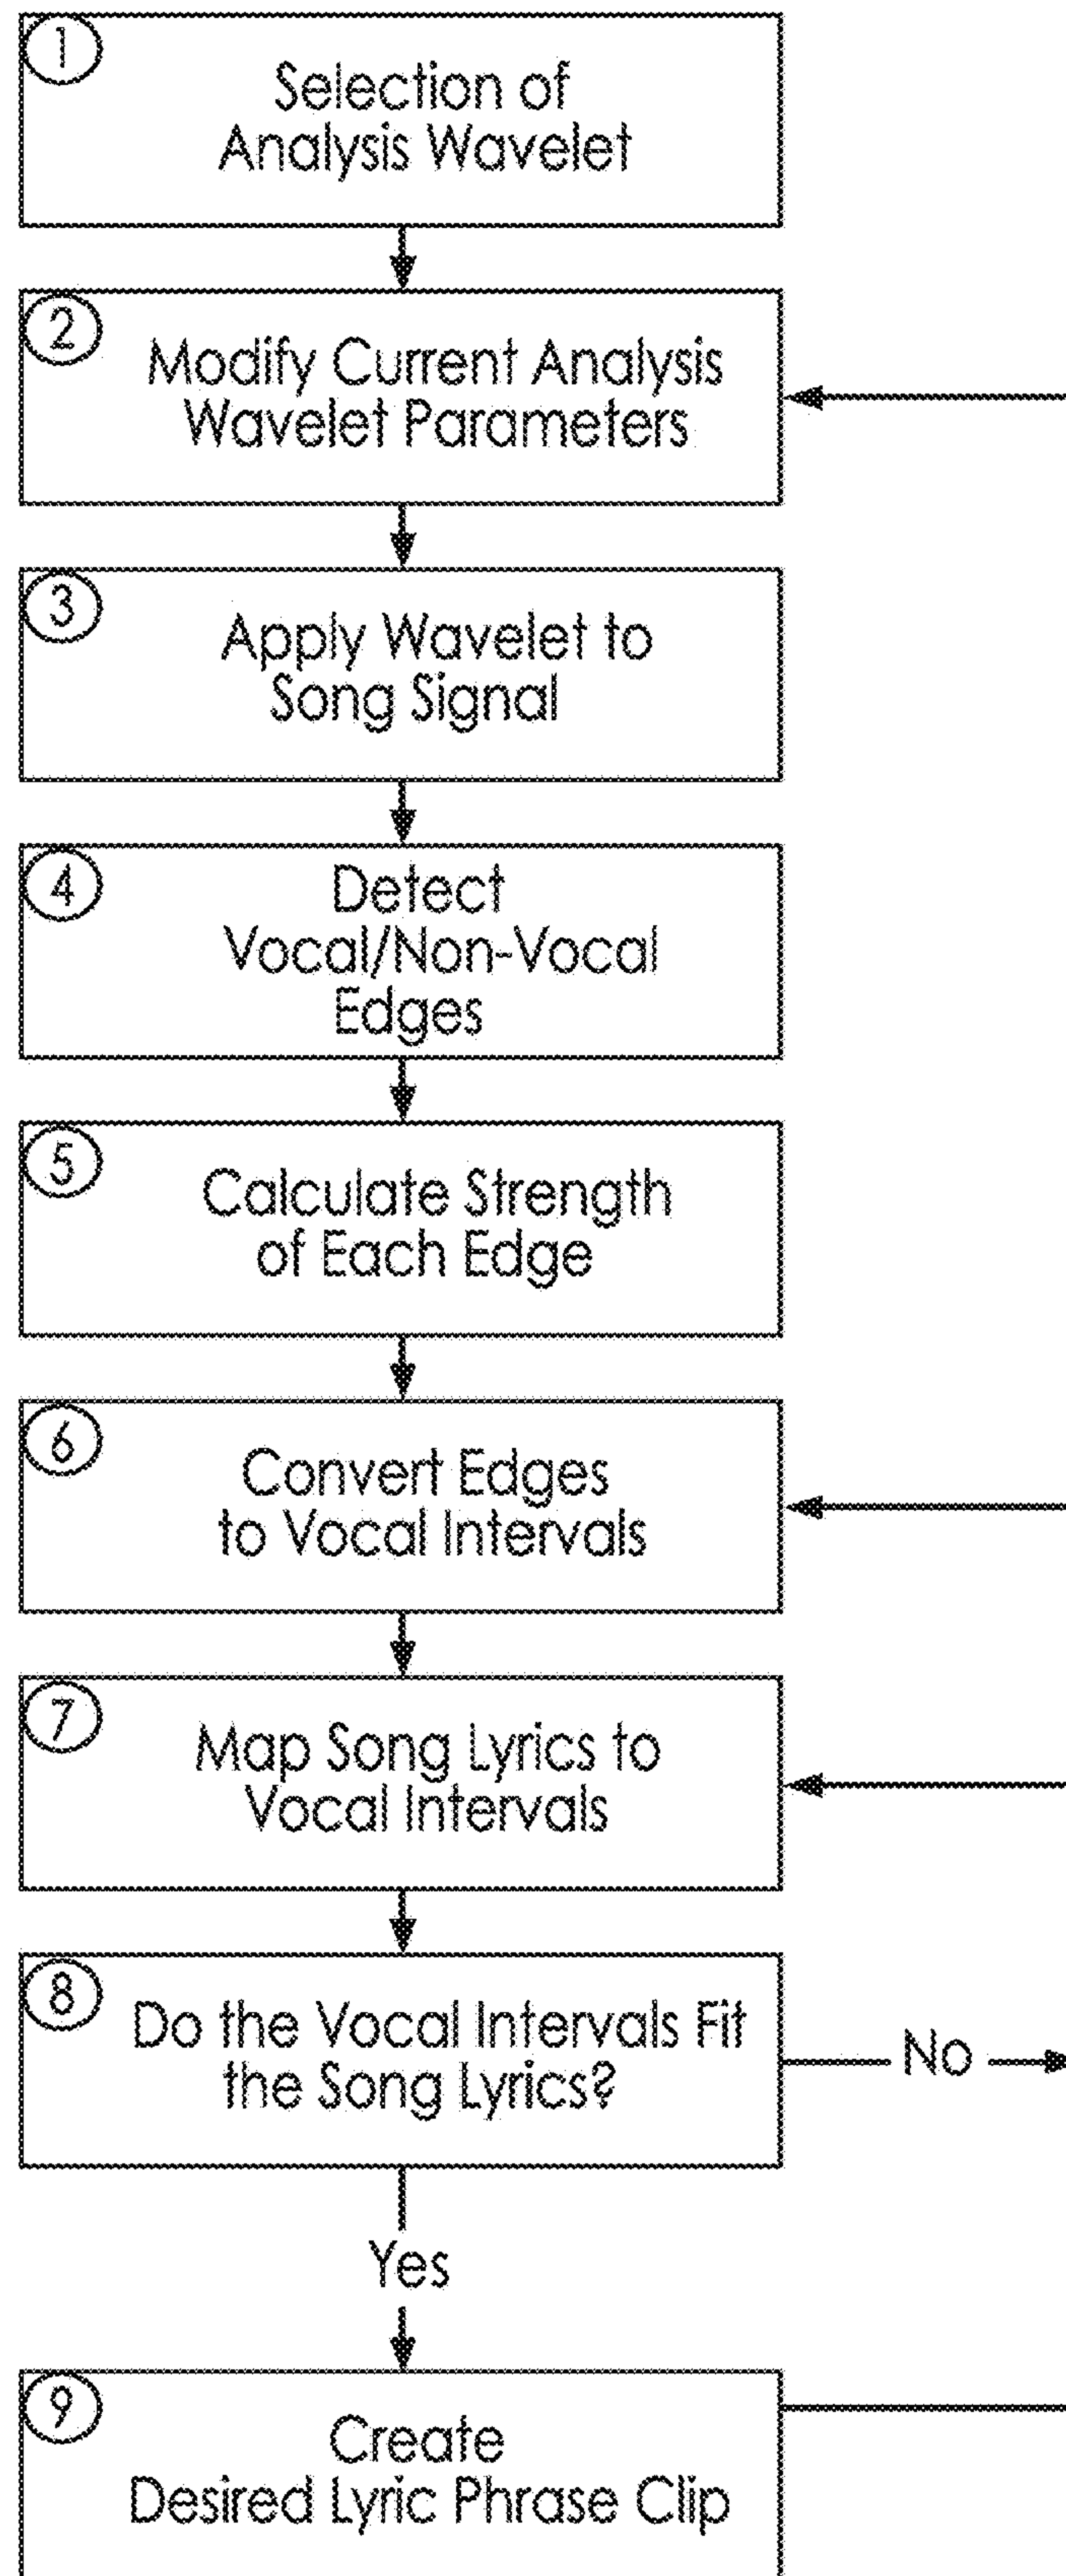 1
Selection of
Analysis Wavelet
2
Modify Current Analysis
Wavelet Parameters
3
Apply Wavelet to
Song Signal
4
Detect
Vocal/Non-Vocal
Edges
5
Calculate Strength
of Each Edge
6
Convert Edges
to Vocal Intervals
7
Map Song Lyrics to
Vocal Intervals
8
Do the Vocal Intervals Fit
the Song Lyrics?
No
Yes
9
Create
Desired Lyric Phrase Clip